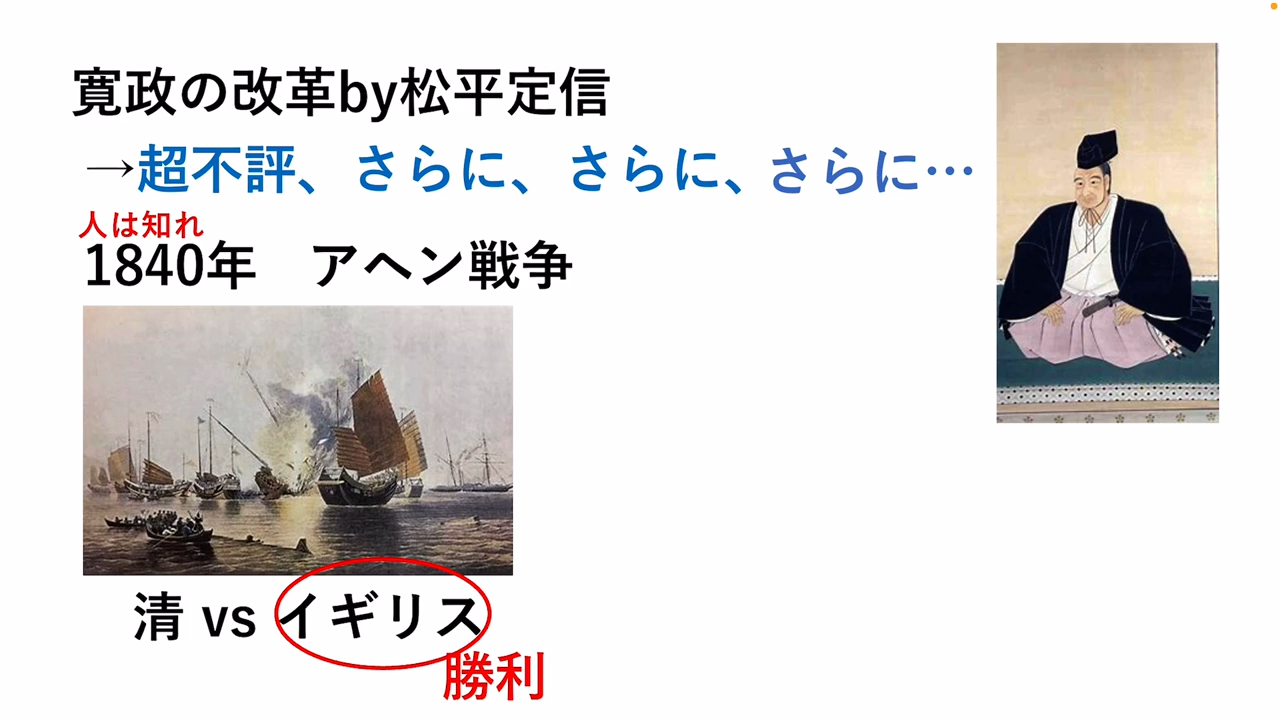 寛政の改革by松平定信
→超不評、さらに、さらに、さらに…
人は知れ
1840年　アヘン戦争
清 vs イギリス
勝利